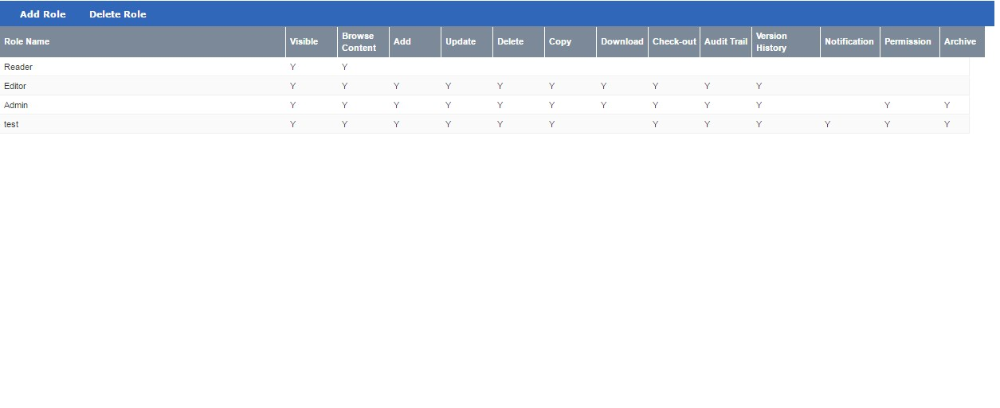 Add Role Delete Role
Role Name Visible Browse Content Add Update Delete Copy Download Check-out Audit Trail Version History Notification Permission Archive
Reader Y Y
Editor Y Y Y Y Y Y Y Y Y Y
Admin Y Y Y Y Y Y Y Y Y Y Y Y
test Y Y Y Y Y Y Y Y Y Y Y Y